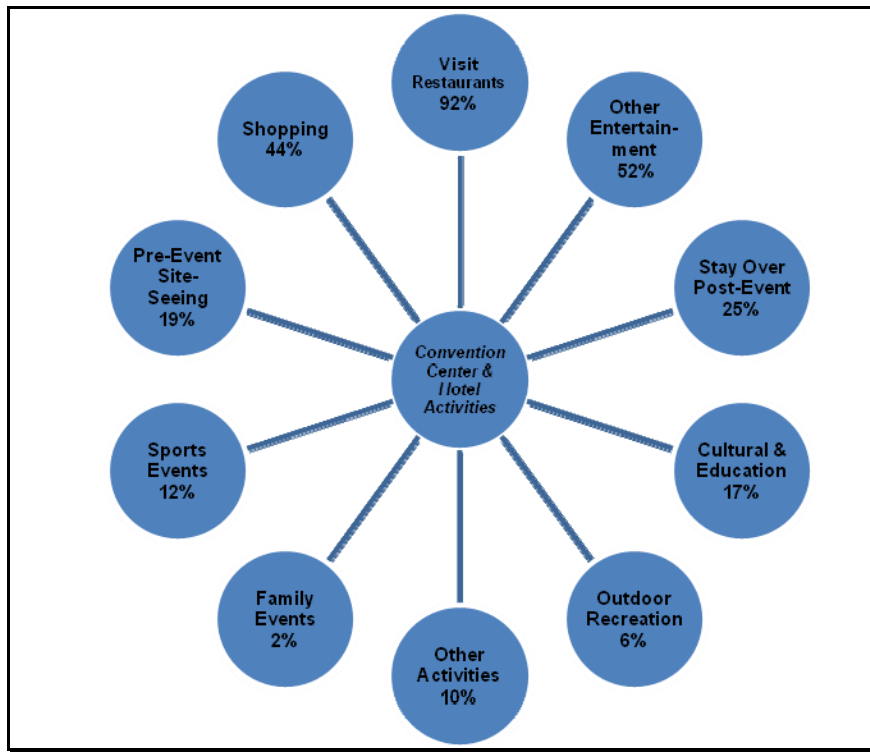 Visit
Restaurants
92%
Other
Entertain-
ment
52%
Stay Over
Post-Event
25%
Cultural &
Education
17%
Outdoor
Recreation
6%
Other
Activities
10%
Family
Events
2%
Sports
Events
12%
Pre-Event
Site-
Seeing
19%
Shopping
44%
Convention
Center &
Hotel
Activities